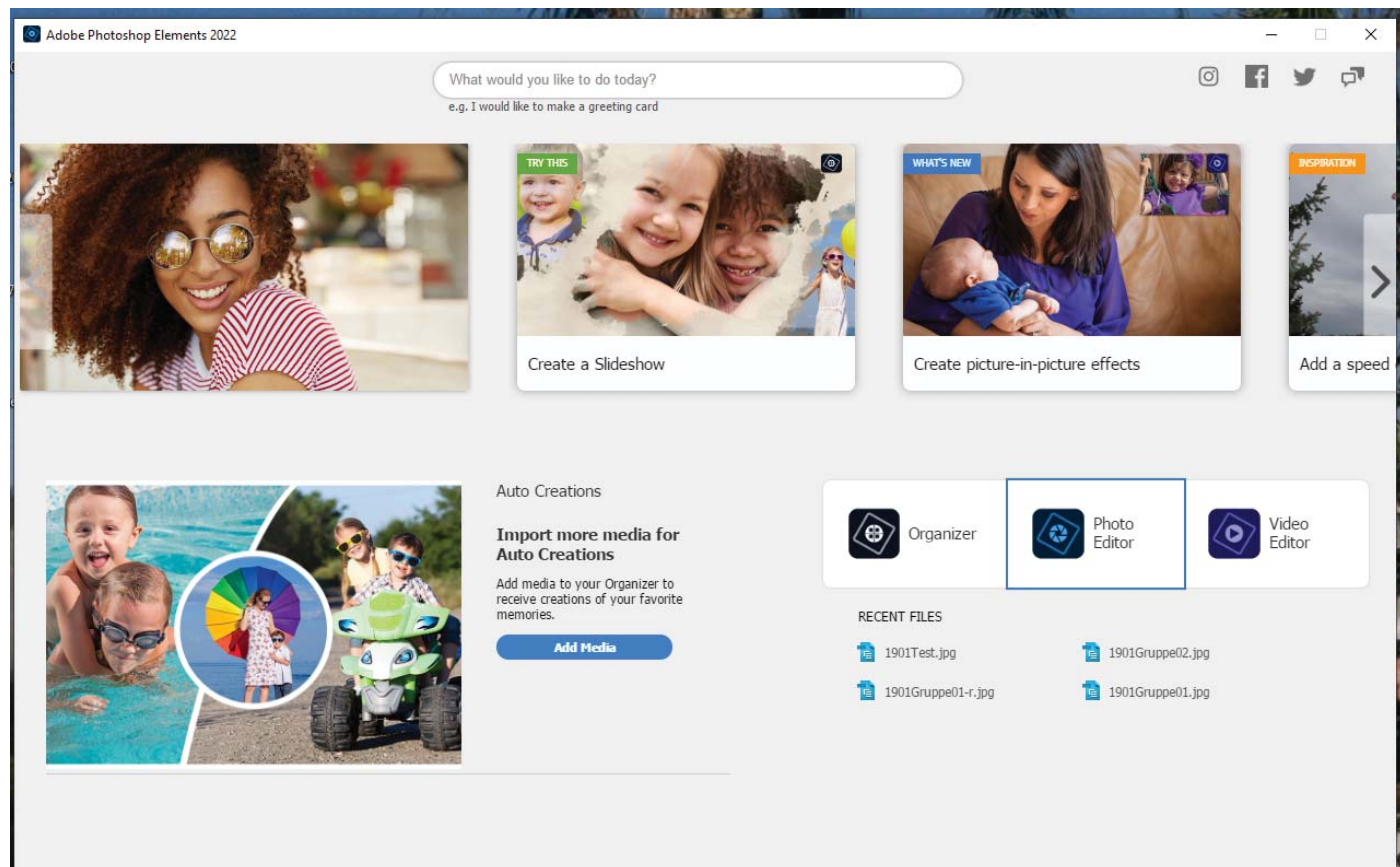 Adobe Photoshop Elements 2022
What would you like to do today?
e.g. I would like to make a greeting card
TRY THIS
WHAT'S NEW
INSPIRATION
Create a Slideshow
Create picture-in-picture effects
Add a speed
Auto Creations
Import more media for
Auto Creations
Add media to your Organizer to
receive creations of your favorite
memories.
Add Media
Organizer
Photo
Editor
Video
Editor
RECENT FILES
1901Test.jpg
1901Gruppe02.jpg
1901Gruppe01-r.jpg
1901Gruppe01.jpg